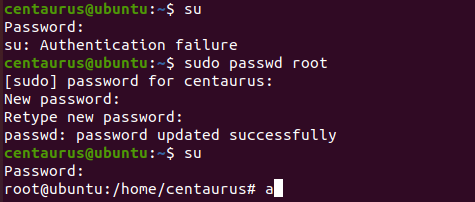 centaurus@ubuntu:~$ su
Password:
su: Authentication failure
centaurus@ubuntu:~$ sudo passwd root
[sudo] password for centaurus:
New password:
Retype new password:
passwd: password updated successfully
centaurus@ubuntu:~$ su
Password:
root@ubuntu:/home/centaurus# a